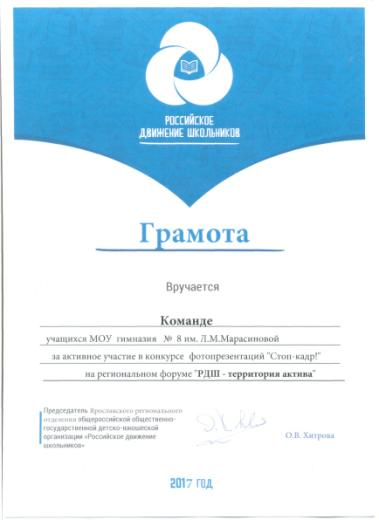 РОССИЙСКОЕ
ДВИЖЕНИЕ ШКОЛЬНИКОВ
Грамота
Вручается
Команде
учащихся МОУ гимназия № 8 им. Л.М.Марасиновой
за активное участие в конкурсе фотопрезентаций "Стоп-кадр!"
на региональном форуме "РДШ - территория актива"
Председатель Ярославского регионального
отделения общероссийской общественно-
государственной детско-юношеской
организации «Российское движение
школьников»
О.В. Хитрова
2017 ГОД